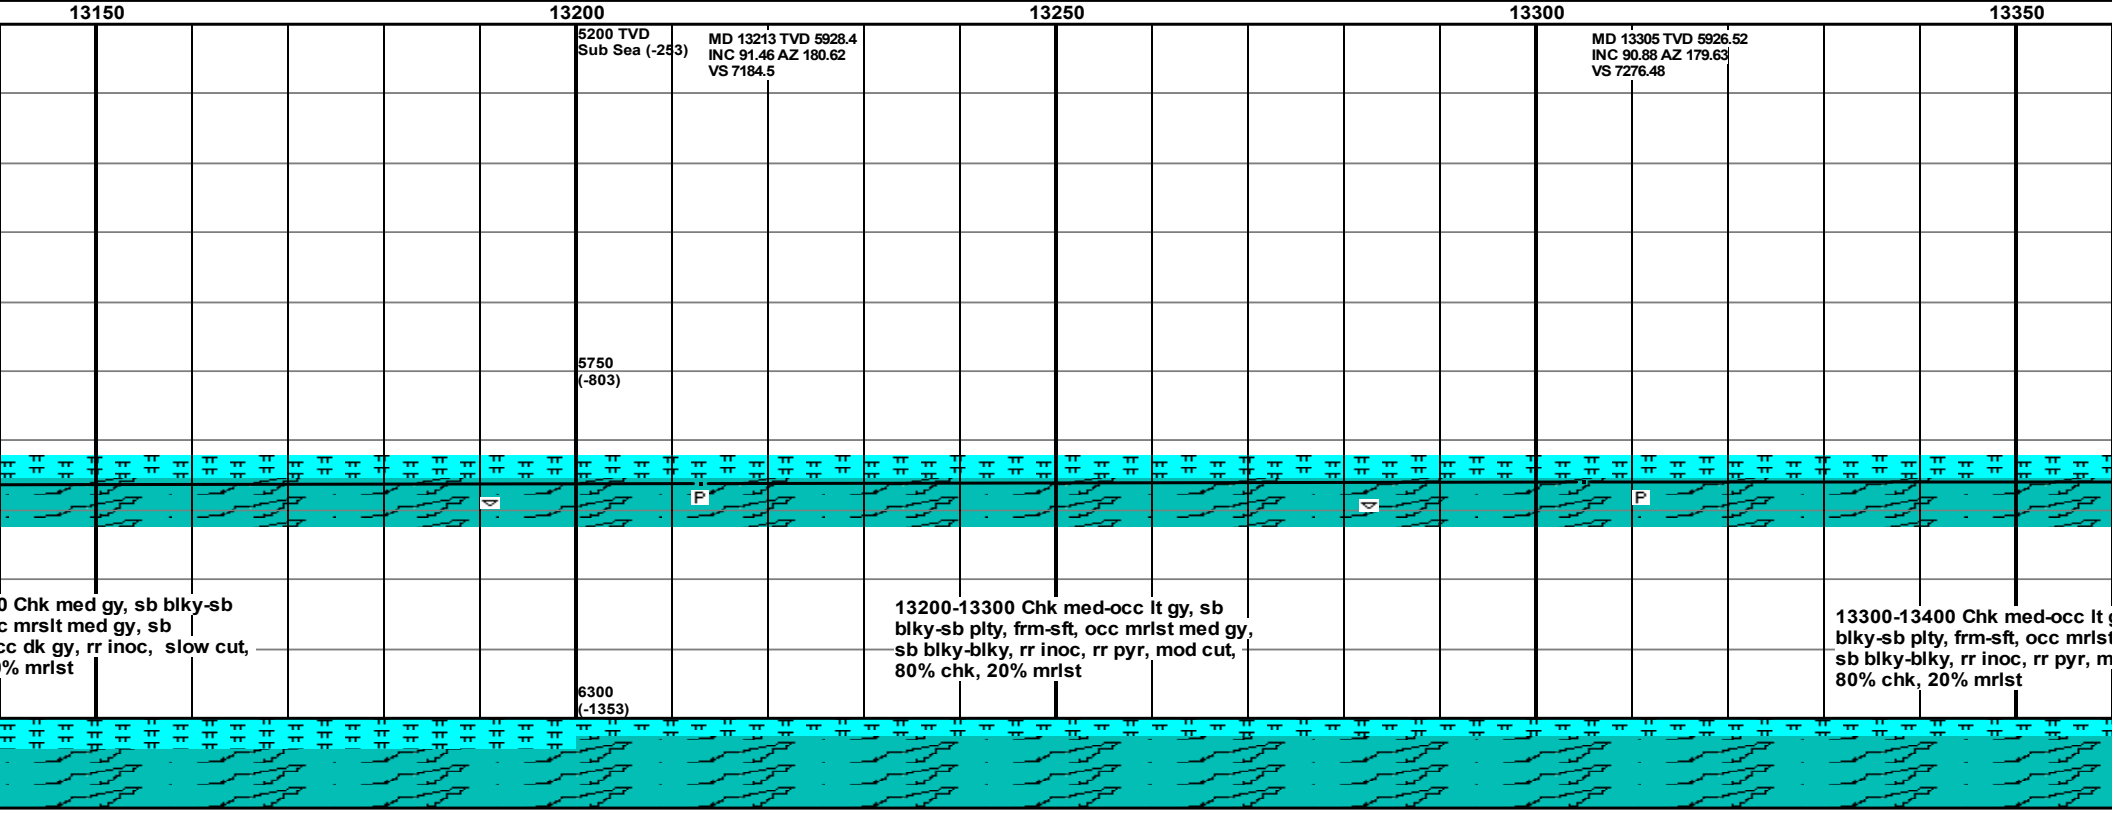 13150 13200 13250 13300 13350
5200 TVD
Sub Sea (-253)
MD 13213 TVD 5928.4
INC 91.46 AZ 180.62
VS 7184.5
MD 13305 TVD 5926.52
INC 90.88 AZ 179.63
VS 7276.48
5750
(-803)
P
P
0 Chk med gy, sb blky-sb
c mrslt med gy, sb
cc dk gy, rr inoc, slow cut,
% mrlst
13200-13300 Chk med-occ lt gy, sb
blky-sb plty, frm-sft, occ mrlst med gy,
sb blky-blky, rr inoc, rr pyr, mod cut,
80% chk, 20% mrlst
13300-13400 Chk med-occ lt
blky-sb plty, frm-sft, occ mrlst
sb blky-blky, rr inoc, rr pyr, m
80% chk, 20% mrlst
6300
(-1353)